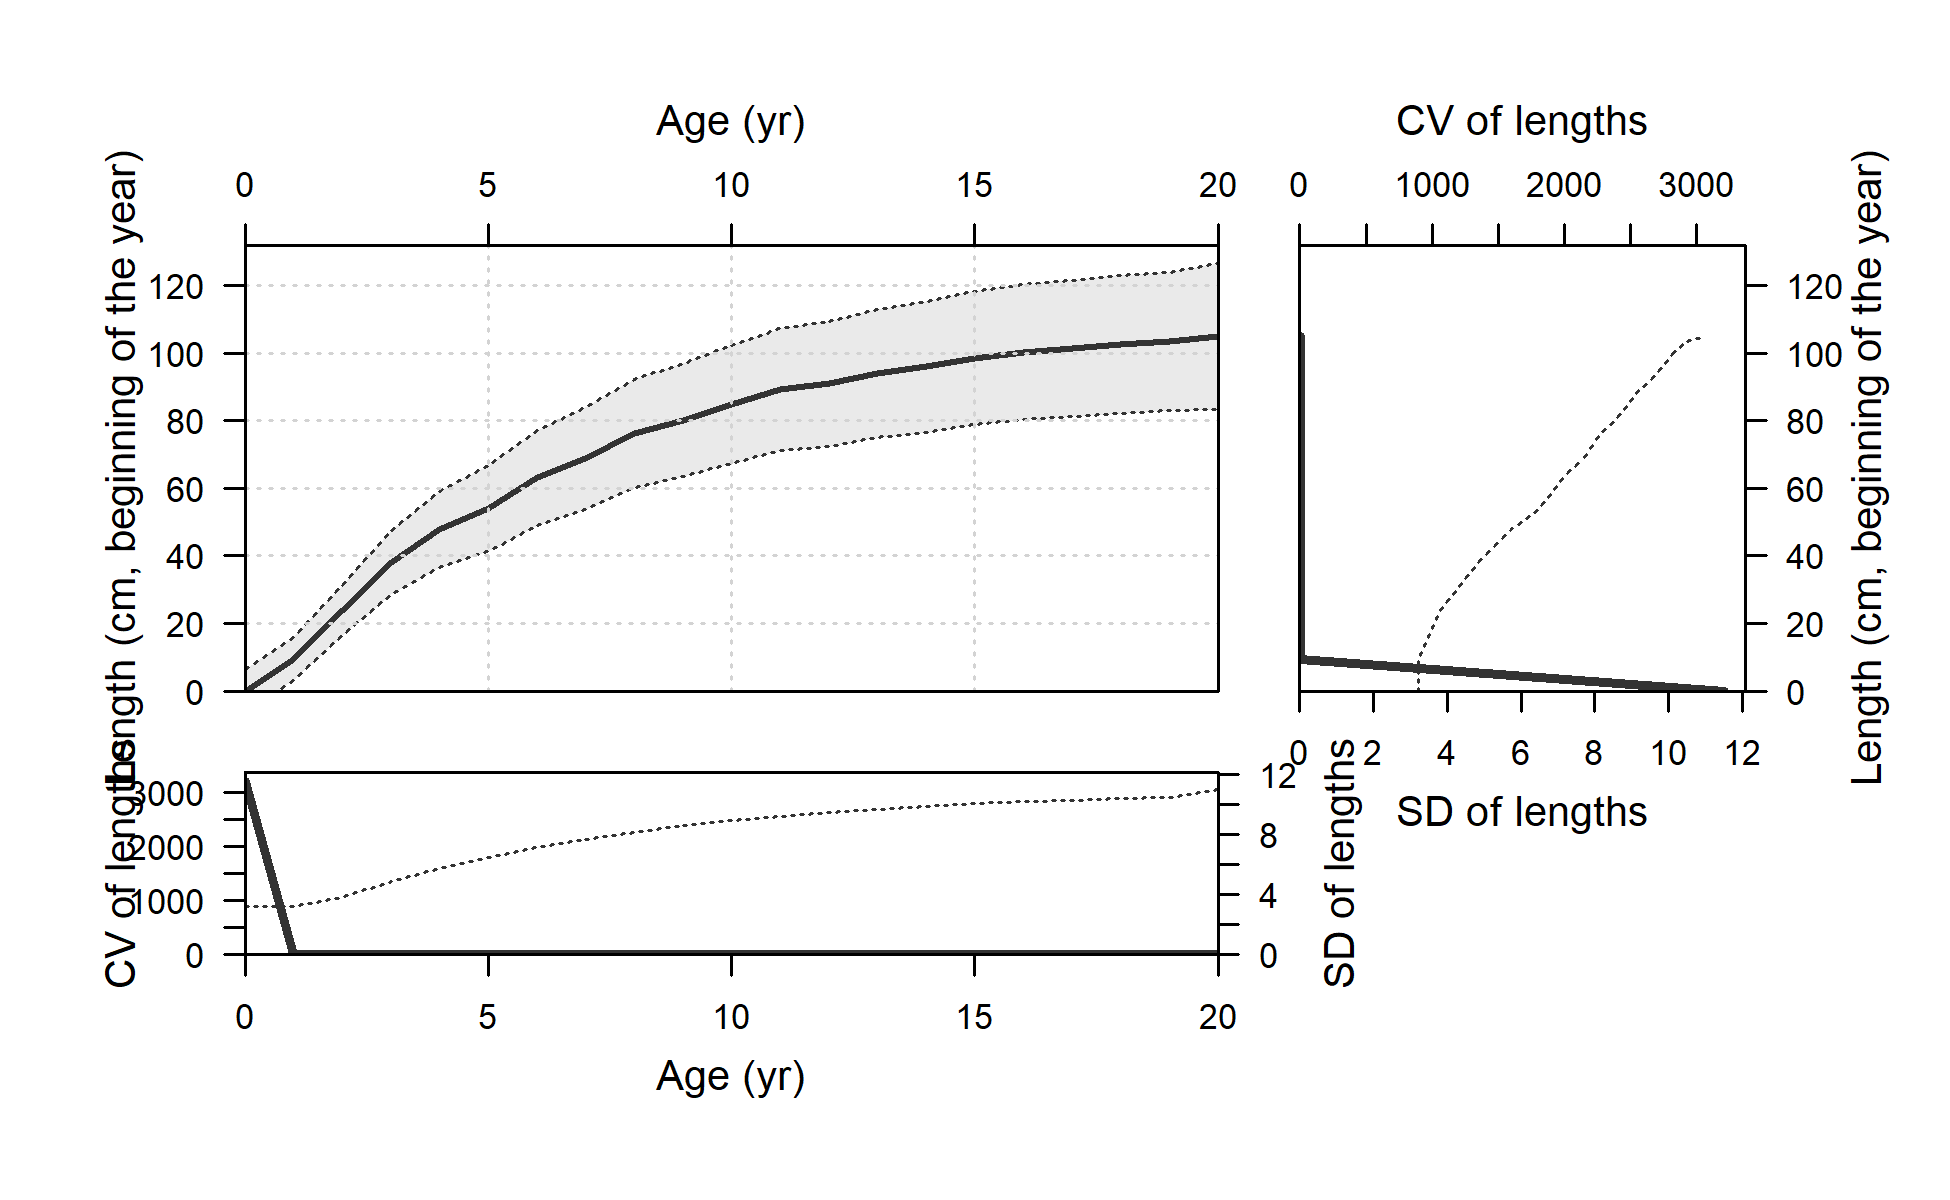 Age (yr)
CV of lengths
0 5 10 15 20
0 1000 2000 3000
Length (cm, beginning of the year)
120
100
80
60
40
20
0
120
100
80
60
40
20
0
Length (cm, beginning of the year)
0 2 4 6 8 10 12
SD of lengths
CV of lengths
3000
2000
1000
0
12
8
4
0
SD of lengths
0 5 10 15 20
Age (yr)